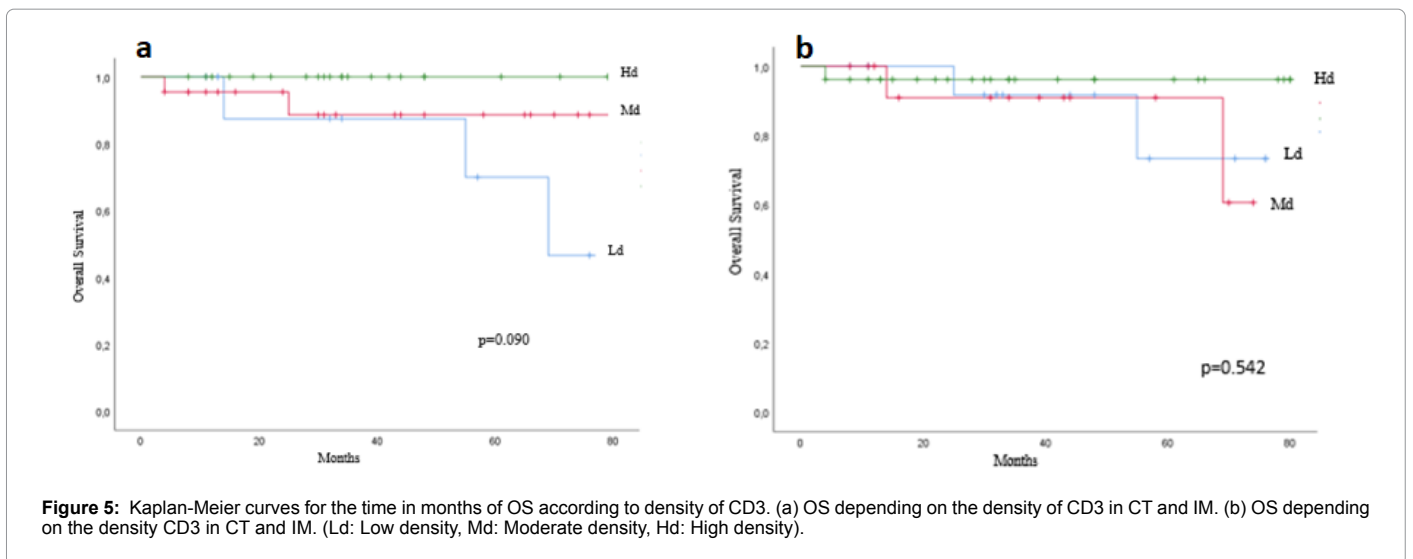 a
1,0
0,8
0,6
0,4
0,2
0,0
Overall Survival
Hd
Md
Ld
p=0.090
0 20 40 60 80
Months
b
1,0
0,8
0,6
0,4
0,2
0,0
Overall Survival
Hd
Ld
Md
p=0.542
0 20 40 60 80
Months
Figure 5: Kaplan-Meier curves for the time in months of OS according to density of CD3. (a) OS depending on the density of CD3 in CT and IM. (b) OS depending
on the density CD3 in CT and IM. (Ld: Low density, Md: Moderate density, Hd: High density).